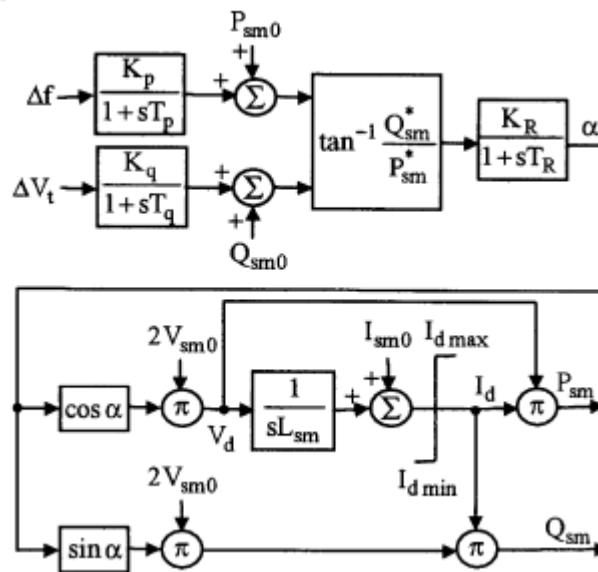 P_sm0
+
Δf
K_p
1+sT_p
+
Σ
tan⁻¹ Q*_sm
P*_sm
K_R
1+sT_R
α
ΔV_t
K_q
1+sT_q
+
Σ
+
Q_sm0
2V_sm0
I_sm0
I_d max
cos α
π
V_d
1
sL_sm
+
+
Σ
I_d
π
P_sm
I_d min
2V_sm0
sin α
π
π
Q_sm